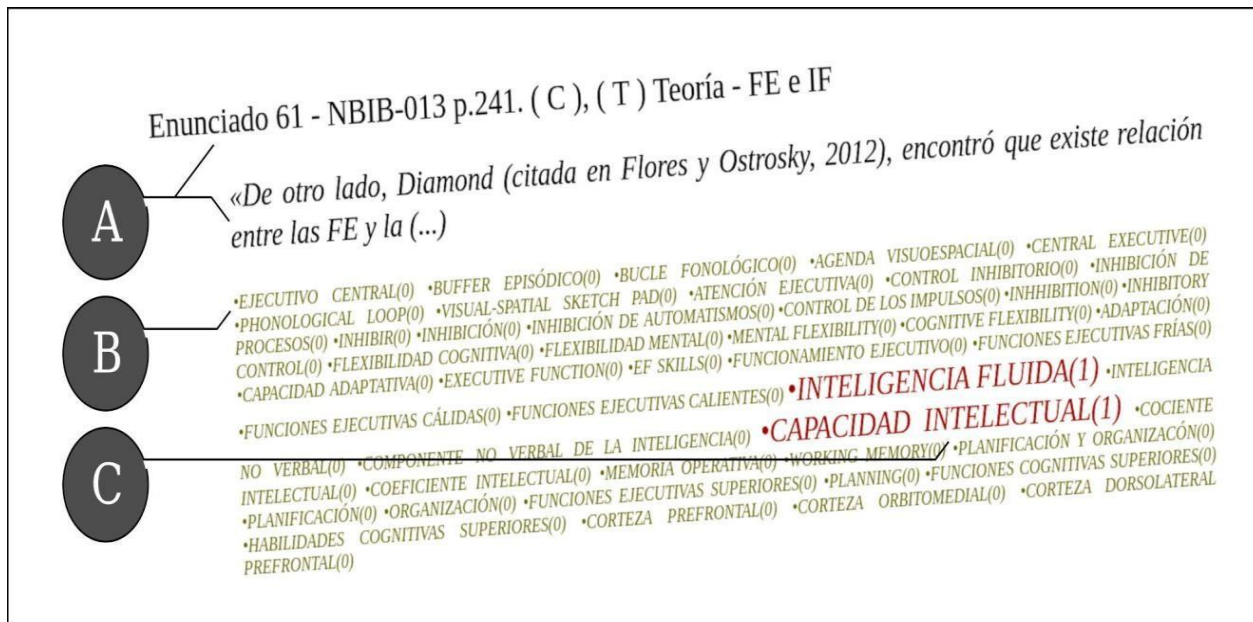 Enunciado 61 - NBIB-013 p.241. ( C ), ( T ) Teoría - FE e IF
A
«De otro lado, Diamond (citada en Flores y Ostrosky, 2012), encontró que existe relación
entre las FE y la (...)
B
•EJECUTIVO CENTRAL(0) •BUFFER EPISÓDICO(0) •BUCLE FONOLÓGICO(0) •AGENDA VISUOESPACIAL(0) •CENTRAL EXECUTIVE(0)
•PHONOLOGICAL LOOP(0) •VISUAL-SPATIAL SKETCH PAD(0) •ATENCIÓN EJECUTIVA(0) •CONTROL INHIBITORIO(0) •INHIBICIÓN DE
PROCESOS(0) •INHIBIR(0) •INHIBICIÓN(0) •INHIBICIÓN DE AUTOMATISMOS(0) •CONTROL DE LOS IMPULSOS(0) •INHHIBITION(0) •INHIBITORY
CONTROL(0) •FLEXIBILIDAD COGNITIVA(0) •FLEXIBILIDAD MENTAL(0) •MENTAL FLEXIBILITY(0) •COGNITIVE FLEXIBILITY(0) •ADAPTACIÓN(0)
•CAPACIDAD ADAPTATIVA(0) •EXECUTIVE FUNCTION(0) •EF SKILLS(0) •FUNCIONAMIENTO EJECUTIVO(0) •FUNCIONES EJECUTIVAS FRÍAS(0)
•FUNCIONES EJECUTIVAS CÁLIDAS(0) •FUNCIONES EJECUTIVAS CALIENTES(0) •INTELIGENCIA FLUIDA(1) •INTELIGENCIA
C
NO VERBAL(0) •COMPONENTE NO VERBAL DE LA INTELIGENCIA(0) •CAPACIDAD INTELECTUAL(1) •COCIENTE
INTELECTUAL(0) •COEFICIENTE INTELECTUAL(0) •MEMORIA OPERATIVA(0) •WORKING MEMORY(0) •PLANIFICACIÓN Y ORGANIZACÓN(0)
•PLANIFICACIÓN(0) •ORGANIZACIÓN(0) •FUNCIONES EJECUTIVAS SUPERIORES(0) •PLANNING(0) •FUNCIONES COGNITIVAS SUPERIORES(0)
•HABILIDADES COGNITIVAS SUPERIORES(0) •CORTEZA PREFRONTAL(0) •CORTEZA ORBITOMEDIAL(0) •CORTEZA DORSOLATERAL
PREFRONTAL(0)